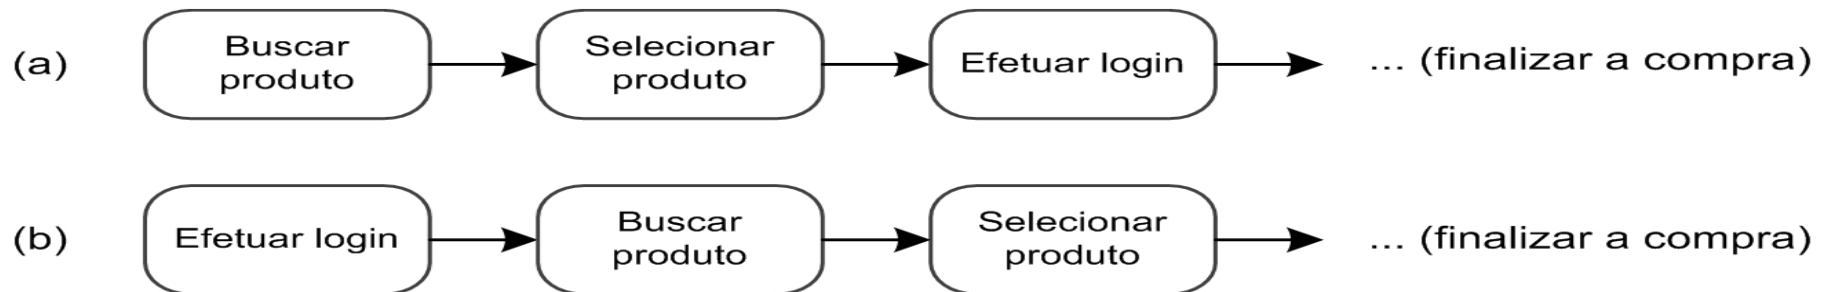 (a)
Buscar
produto
Selecionar
produto
Efetuar login
... (finalizar a compra)
(b)
Efetuar login
Buscar
produto
Selecionar
produto
... (finalizar a compra)